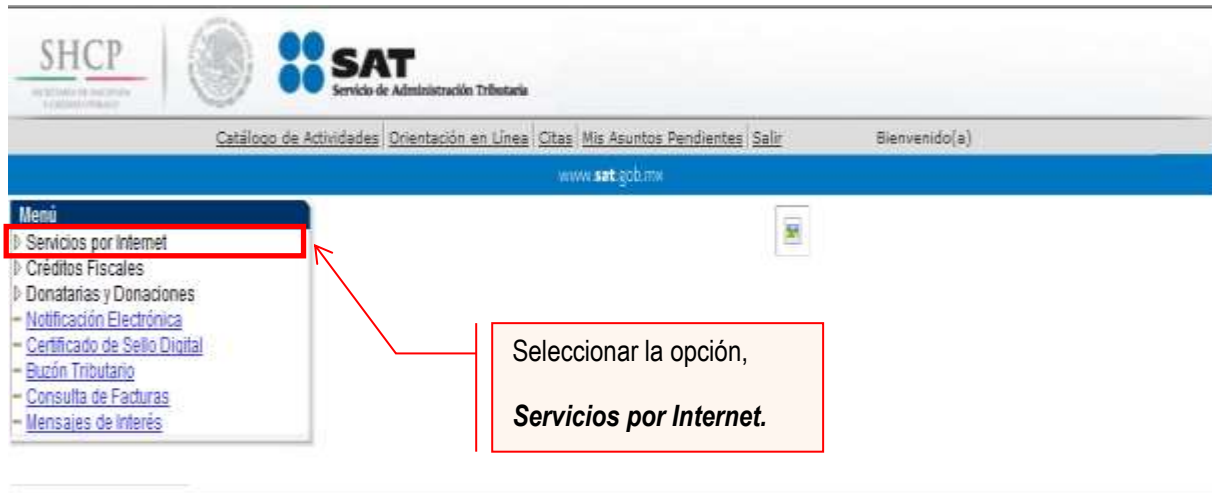 SHCP
SAT
Servicio de Administración Tributaria
Catálogo de Actividades Orientación en Línea Citas Mis Asuntos Pendientes Salir Bienvenido(a)
www.sat.gob.mx
Menú
Servicios por Internet
Créditos Fiscales
Donatarias y Donaciones
Notificación Electrónica
Certificado de Sello Digital
Buzón Tributario
Consulta de Facturas
Mensajes de Interés
Seleccionar la opción,
Servicios por Internet.